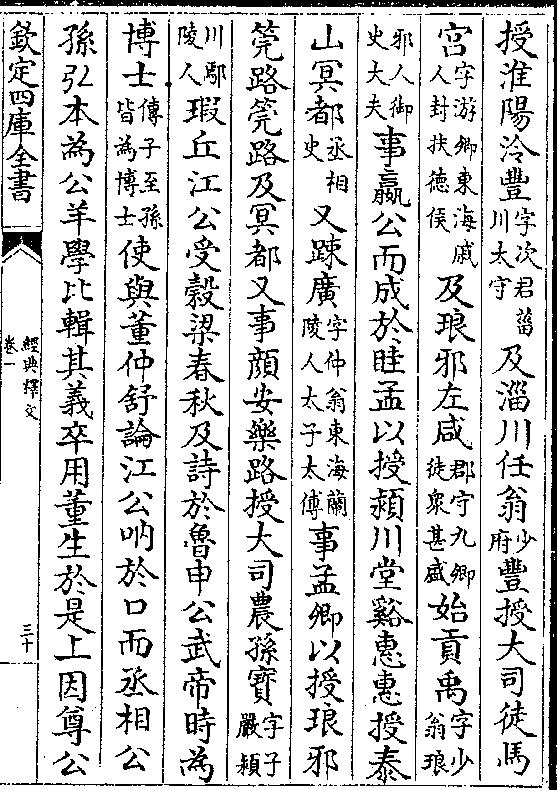 授淮陽泠豐字次君菑川太守及淄川任翁少府豐授大司徒馬
宮字游卿東海戚人封扶德侯及琅邪左咸郡守九卿徒衆甚盛始貢禹字少翁琅
邪人御史大夫事嬴公而成於眭孟以授潁川堂谿惠惠授泰
山冥都丞相史又踈廣字仲翁東海蘭陵人太子太傅事孟卿以授琅邪
筦路筦路及冥都又事顔安樂路授大司農孫寳字子嚴潁
川鄢陵人瑕丘江公受榖梁春秋及詩於魯申公武帝時為
博士傳子至孫皆為博士使與董仲舒論江公吶於口而丞相公
孫弘本為公羊學比輯其義卒用董生於是上因尊公
欽定四庫全書
經典釋文
卷一
三十